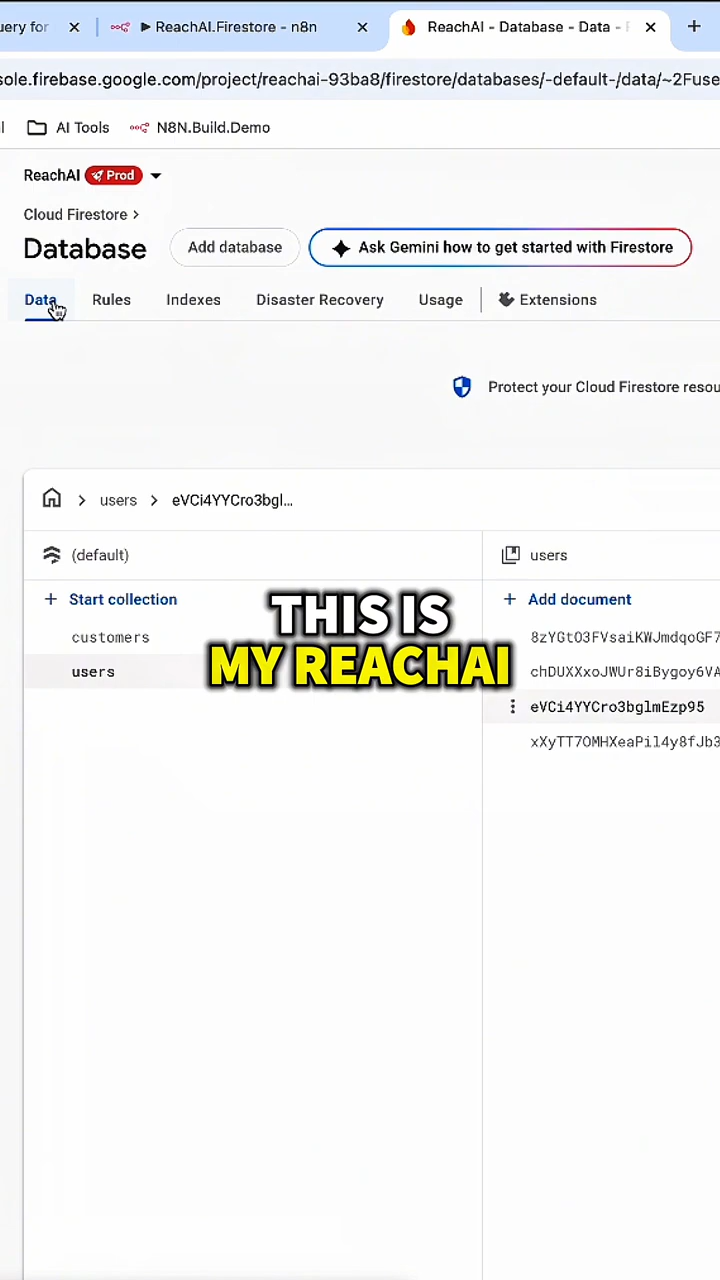 uery for
ReachAI.Firestore - n8n
ReachAI - Database - Data -
sole.firebase.google.com/project/reachai-93ba8/firestore/databases/-default-/data/~2Fuse
AI Tools
N8N.Build.Demo
ReachAI Prod
Cloud Firestore >
Database
Add database
Ask Gemini how to get started with Firestore
Data
Rules
Indexes
Disaster Recovery
Usage
Extensions
Protect your Cloud Firestore resou
users > eVCi4YYCro3bgl...
(default)
users
+ Start collection
+ Add document
customers
users
8zYGtO3FVsaiKWJmdqoGF7
chDUXXxoJWUr8iBygoy6VA
eVCi4YYCro3bglmEzp95
xXyTT7OMHXeaPil4y8fJb3
THIS IS
MY REACHAI